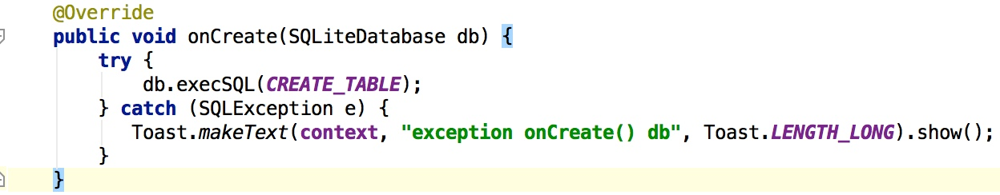 @Override
public void onCreate(SQLiteDatabase db) {
try {
db.execSQL(CREATE_TABLE);
} catch (SQLException e) {
Toast.makeText(context, "exception onCreate() db", Toast.LENGTH_LONG).show();
}
}